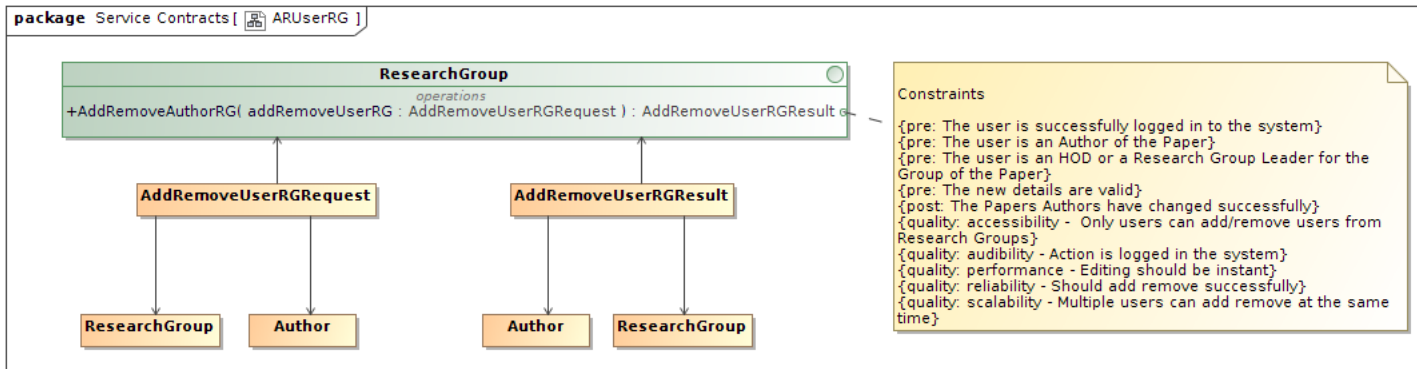 package Service Contracts [ ARUserRG ]
ResearchGroup
operations
+AddRemoveAuthorRG( addRemoveUserRG : AddRemoveUserRGRequest ) : AddRemoveUserRGResult
Constraints
{pre: The user is successfully logged in to the system}
{pre: The user is an Author of the Paper}
{pre: The user is an HOD or a Research Group Leader for the
Group of the Paper}
{pre: The new details are valid}
{post: The Papers Authors have changed successfully}
{quality: accessibility - Only users can add/remove users from
Research Groups}
{quality: audibility - Action is logged in the system}
{quality: performance - Editing should be instant}
{quality: reliability - Should add remove successfully}
{quality: scalability - Multiple users can add remove at the same
time}
AddRemoveUserRGRequest
AddRemoveUserRGResult
ResearchGroup
Author
Author
ResearchGroup